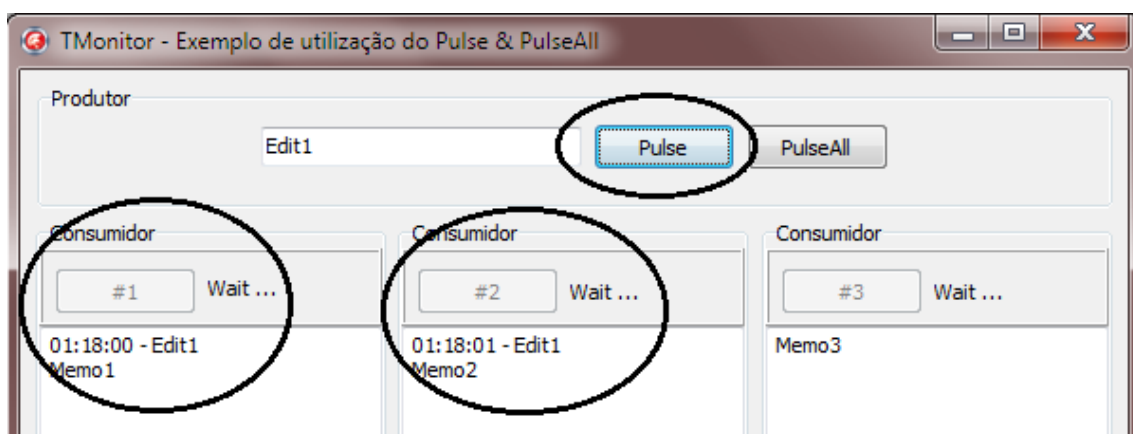 TMonitor - Exemplo de utilização do Pulse & PulseAll
Produtor
Edit1 Pulse PulseAll
Consumidor Consumidor Consumidor
#1 Wait ... #2 Wait ... #3 Wait ...
01:18:00 - Edit1 01:18:01 - Edit1 Memo3
Memo1 Memo2